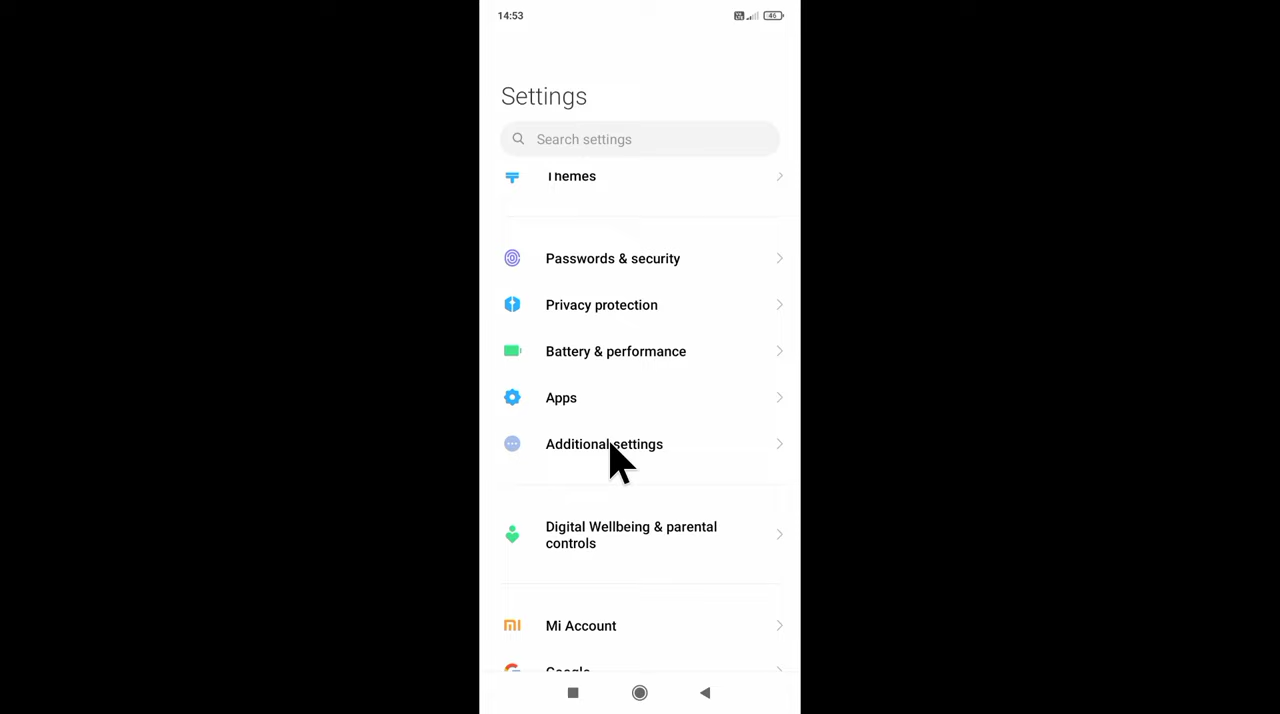 14:53
46
Settings
Search settings
Themes
Passwords & security
Privacy protection
Battery & performance
Apps
Additional settings
Digital Wellbeing & parental
controls
Mi Account
Google